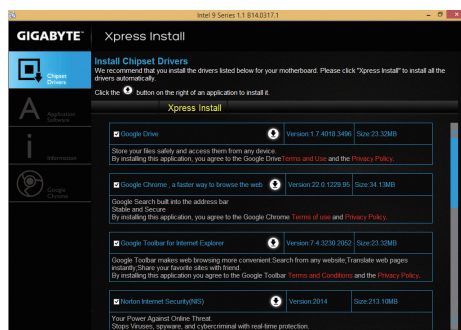 Intel 9 Series 1.1 B14.0317.1
GIGABYTE™ Xpress Install
Install Chipset Drivers
We recommend that you install the drivers listed below for your motherboard. Please click "Xpress Install" to install all the
drivers automatically.
Click the button on the right of an application to install it.
Xpress Install
Chipset
Drivers
Application
Software
Information
Google
Chrome
Google Drive Version:1.7.4018.3496 Size:23.32MB
Store your files safely and access them from any device.
By installing this application, you agree to the Google DriveTerms and Use and the Privacy Policy.
Google Chrome , a faster way to browse the web Version:22.0.1229.95 Size:34.13MB
Google Search built into the address bar
Stable and Secure
By installing this application, you agree to the Google Chrome Terms of use and Privacy Policy.
Google Toolbar for Internet Explorer Version:7.4.3230.2052 Size:23.32MB
Google Toolbar makes web browsing more convenient:Search from any website;Translate web pages
instantly;Share your favorite sites with friend.
By installing this application, you agree to the Google Toolbar Terms and Conditions and the Privacy Policy.
Norton Internet Security(NIS) Version:2014 Size:213.10MB
Your Power Against Online Threat.
Stops Viruses, spyware, and cybercriminal with real-time protection.